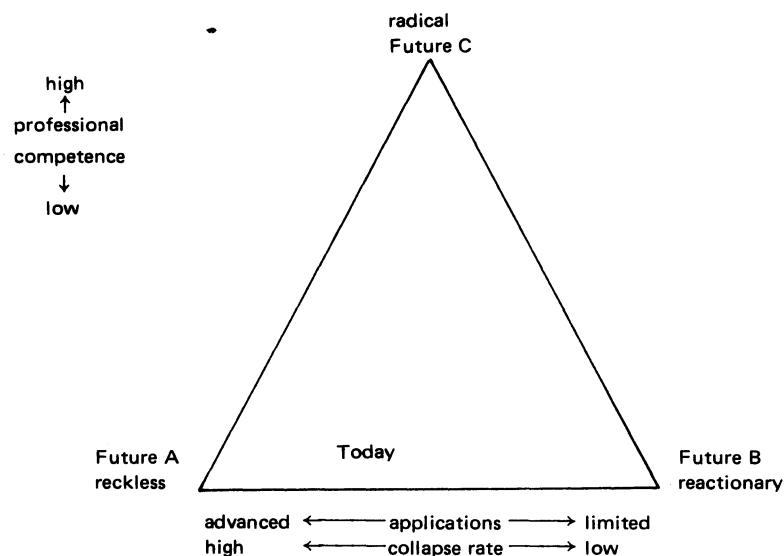 radical
Future C
high
↑
professional
competence
↓
low
Today
Future A
reckless
Future B
reactionary
advanced ← applications → limited
high ← collapse rate → low